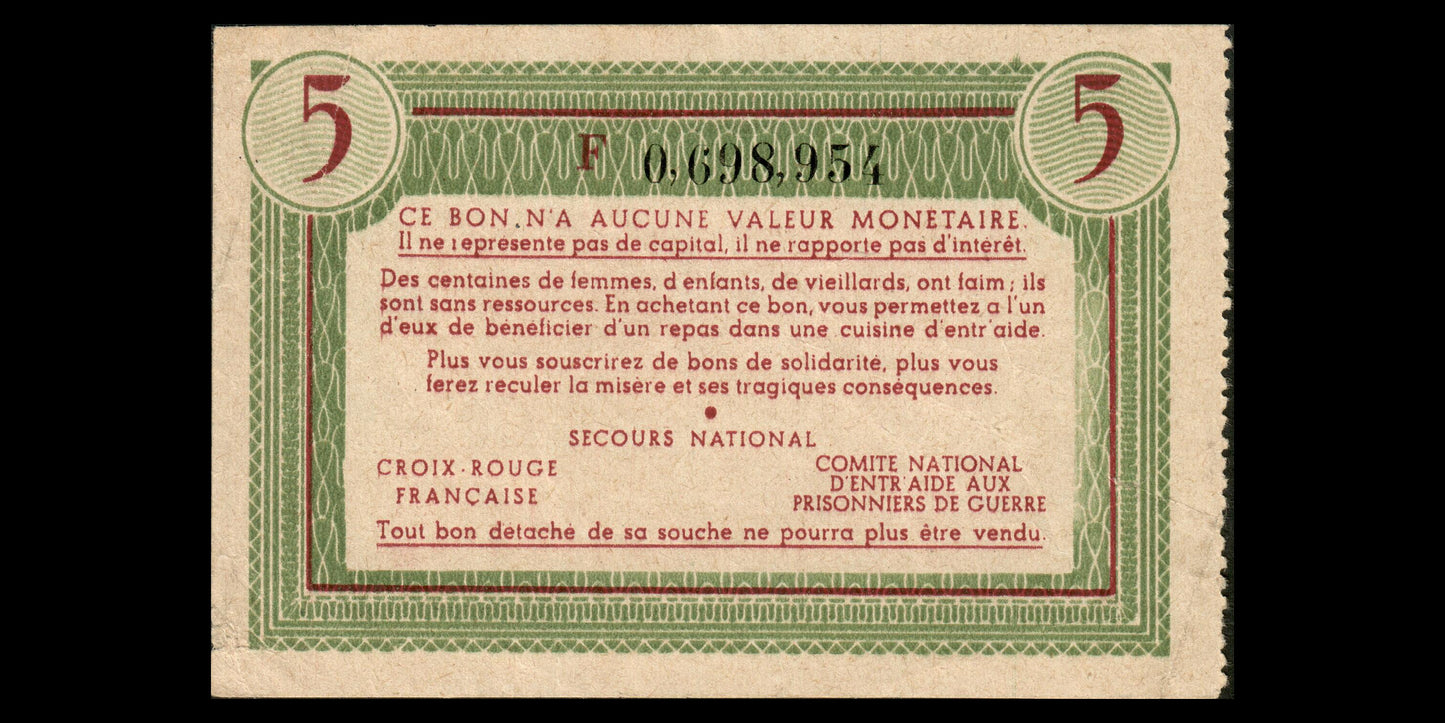 5 5
F 0,698,954
CE BON N'A AUCUNE VALEUR MONETAIRE.
Il ne represente pas de capital, il ne rapporte pas d'intérêt.
Des centaines de femmes, d'enfants, de vieillards, ont faim ; ils
sont sans ressources. En achetant ce bon, vous permettez a l'un
d'eux de bénéficier d'un repas dans une cuisine d'entr'aide.
Plus vous souscrirez de bons de solidarité, plus vous
ferez reculer la misère et ses tragiques conséquences.
SECOURS NATIONAL
CROIX-ROUGE
FRANÇAISE
COMITE NATIONAL
D'ENTR'AIDE AUX
PRISONNIERS DE GUERRE
Tout bon détaché de sa souche ne pourra plus être vendu.